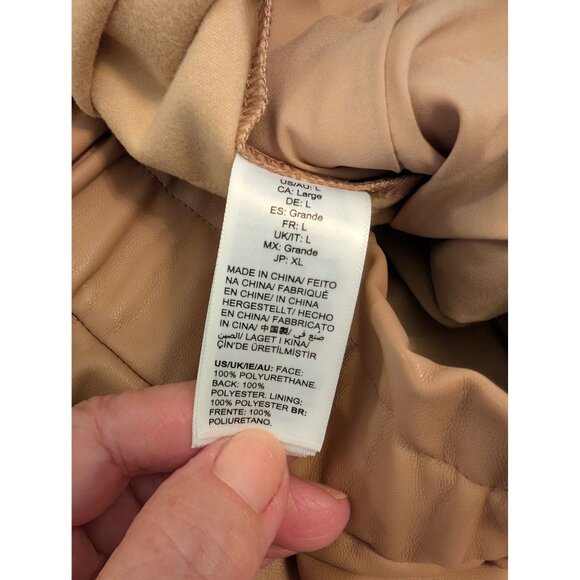 US/AU: L
CA: Large
DE: L
ES: Grande
FR: L
UK/IT: L
MX: Grande
JP: XL
MADE IN CHINA/ FEITO
NA CHINA/ FABRIQUÉ
EN CHINE/ IN CHINA
HERGESTELLT/ HECHO
EN CHINA/ FABBRICATO
IN CINA/ 中国製/ صنع في
الصين/ LAGET I KINA/
ÇİN'DE ÜRETİLMİŞTİR
US/UK/IE/AU: FACE:
100% POLYURETHANE.
BACK: 100%
POLYESTER. LINING:
100% POLYESTER BR:
FRENTE: 100%
POLIURETANO.